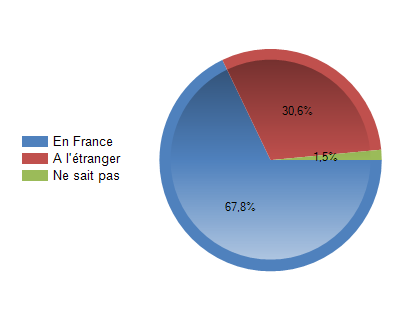 En France
A l'étranger
Ne sait pas
30,6%
1,5%
67,8%